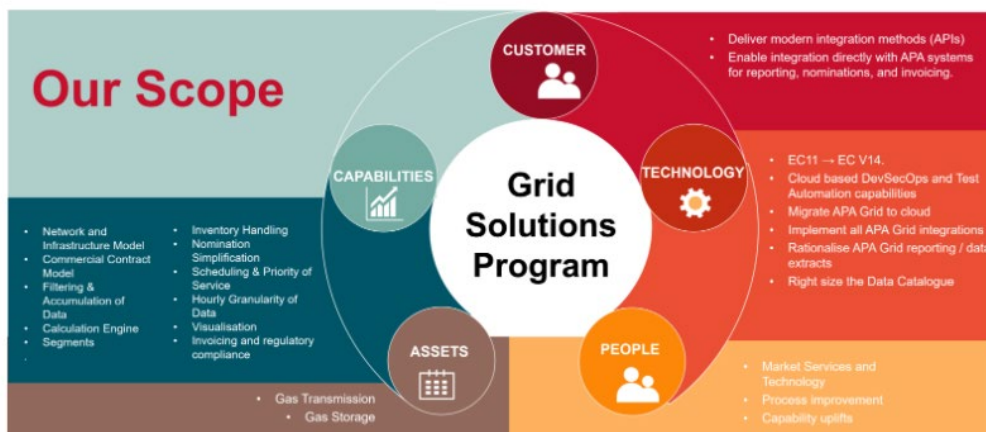 Our Scope
CUSTOMER
Deliver modern integration methods (APIs)
Enable integration directly with APA systems
for reporting, nominations, and invoicing.
CAPABILITIES
Network and
Infrastructure Model
Commercial Contract
Model
Filtering &
Accumulation of
Data
Calculation Engine
Segments
.
Inventory Handling
Nomination
Simplification
Scheduling & Priority of
Service
Hourly Granularity of
Data
Visualisation
Invoicing and regulatory
compliance
Grid
Solutions
Program
TECHNOLOGY
EC11 → EC V14.
Cloud based DevSecOps and Test
Automation capabilities
Migrate APA Grid to cloud
Implement all APA Grid integrations
Rationalise APA Grid reporting / data
extracts
Right size the Data Catalogue
ASSETS
Gas Transmission
Gas Storage
PEOPLE
Market Services and
Technology
Process improvement
Capability uplifts